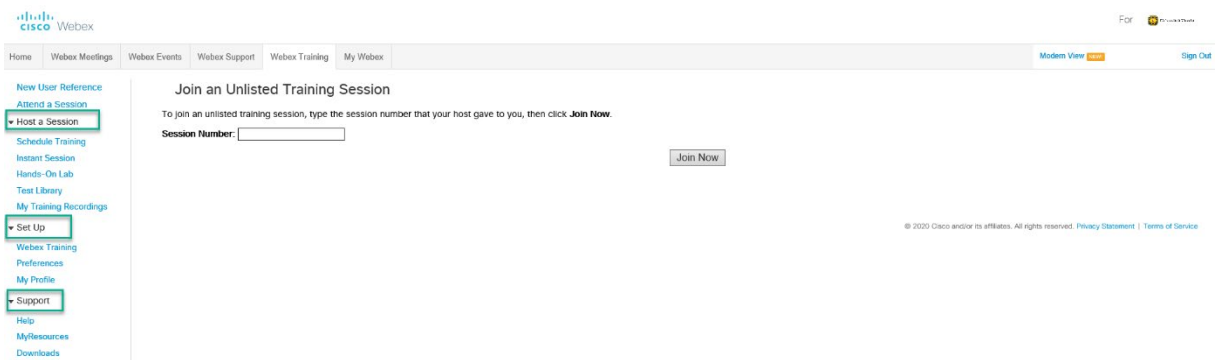 CISCO Webex
For
Home Webex Meetings Webex Events Webex Support Webex Training My Webex Modern View NEW Sign Out
New User Reference
Attend a Session
Host a Session
Schedule Training
Instant Session
Hands-On Lab
Test Library
My Training Recordings
Set Up
Webex Training
Preferences
My Profile
Support
Help
MyResources
Downloads
Join an Unlisted Training Session
To join an unlisted training session, type the session number that your host gave to you, then click Join Now.
Session Number:
Join Now
© 2020 Cisco and/or its affiliates. All rights reserved. Privacy Statement | Terms of Service